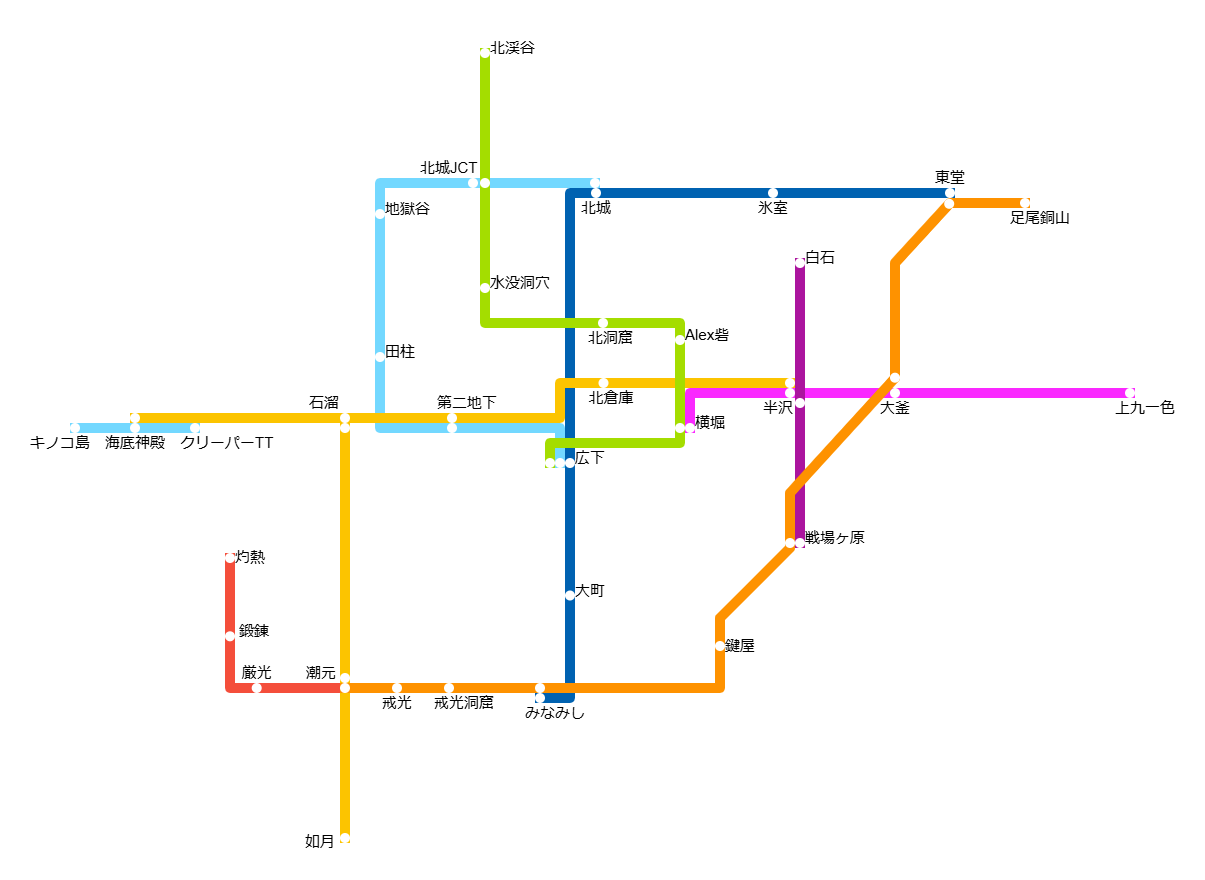 北渓谷
北城JCT
東堂
地獄谷
北城
氷室
足尾銅山
白石
水没洞穴
北洞窟
Alex砦
田柱
石溜
第二地下
北倉庫
半沢
大釜
上九一色
横堀
キノコ島
海底神殿
クリーパーTT
広下
戦場ヶ原
灼熱
大町
鍛錬
鍵屋
厳光
潮元
戒光
戒光洞窟
みなみし
如月